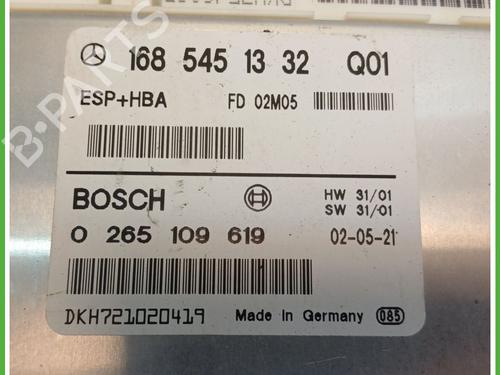 168 545 13 32 Q01
ESP+HBA FD 02M05
BOSCH HW 31/01
SW 31/01
0 265 109 619 02-05-21
DKH721020419 Made in Germany 085
B-PARTS